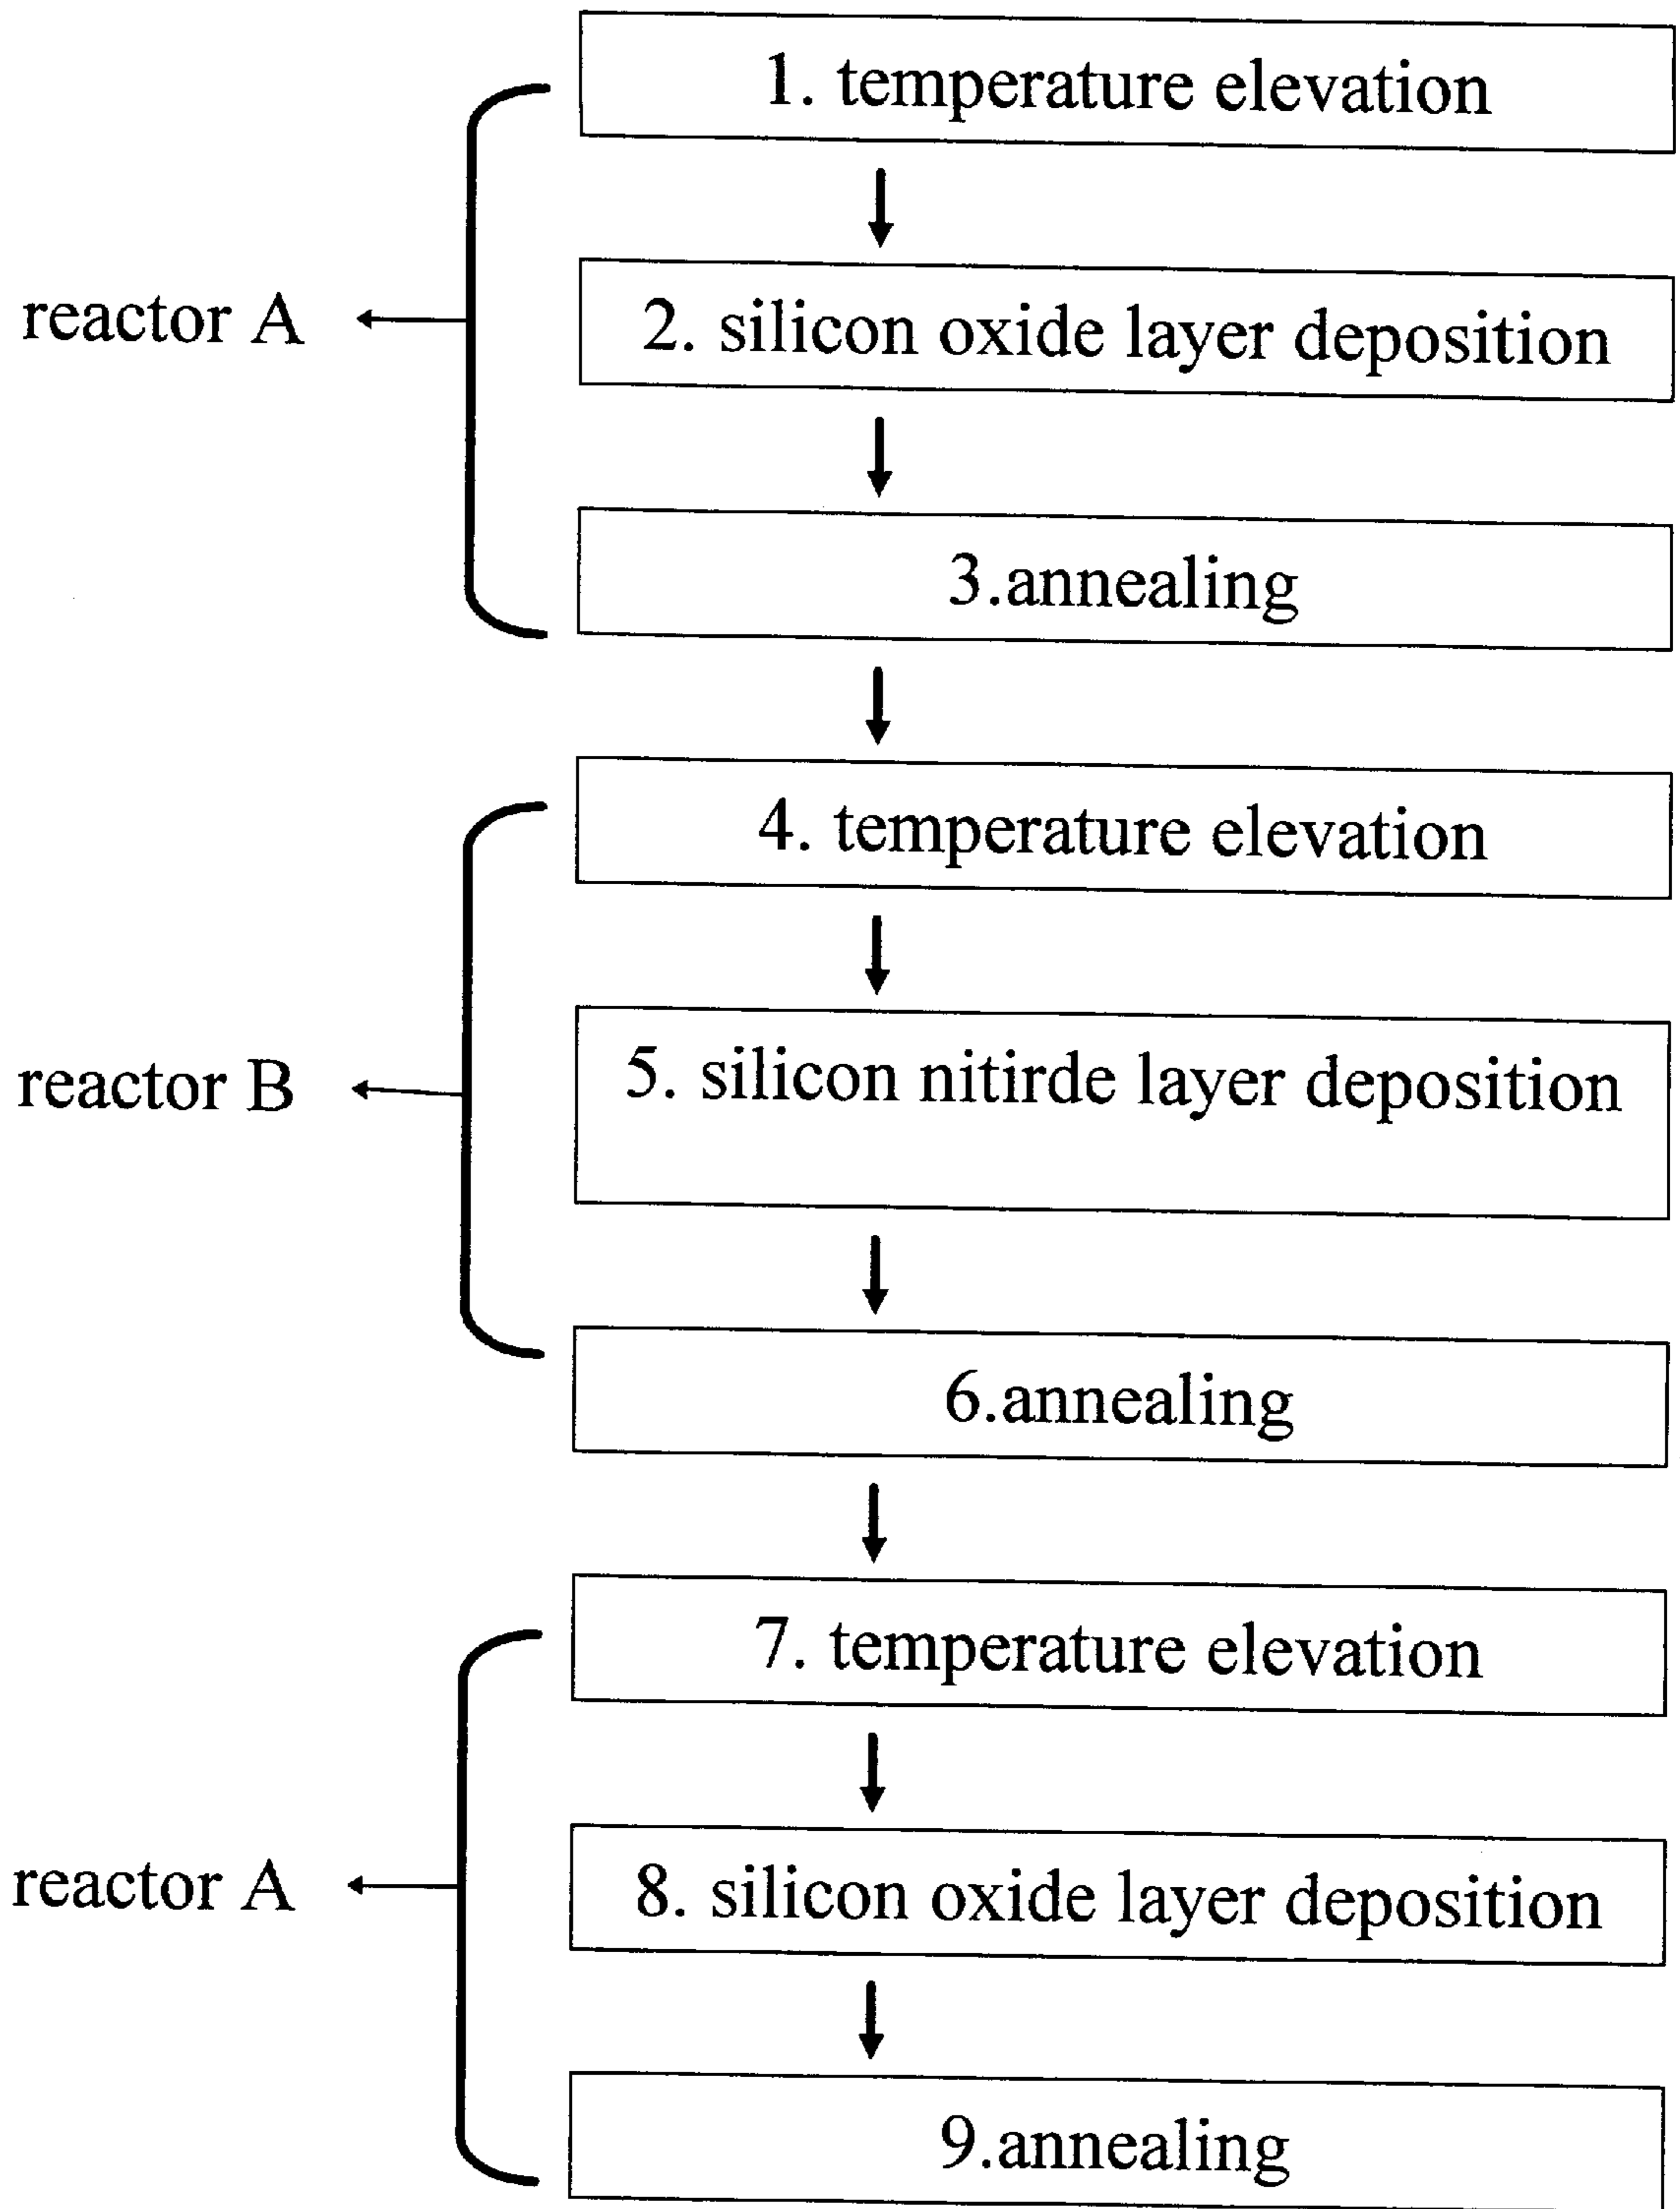 1. temperature elevation
reactor A
2. silicon oxide layer deposition
3.annealing
4. temperature elevation
reactor B
5. silicon nitirde layer deposition
6.annealing
7. temperature elevation
reactor A
8. silicon oxide layer deposition
9.annealing